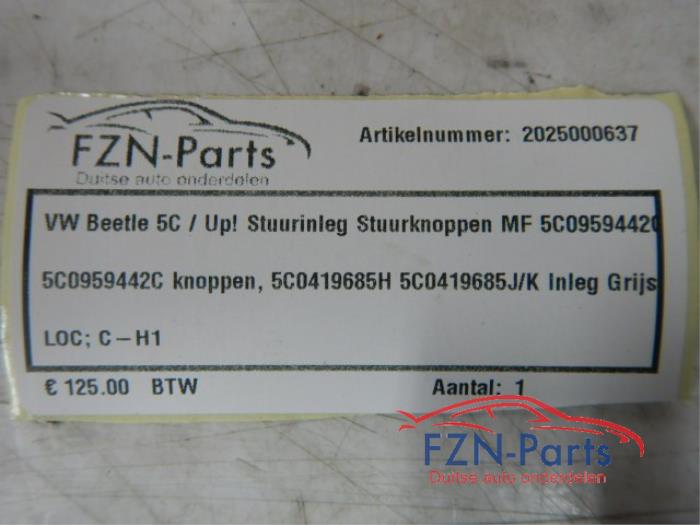 FZN-Parts
Duitse auto onderdelen
Artikelnummer: 2025000637
VW Beetle 5C / Up! Stuurinleg Stuurknoppen MF 5C0959442C
5C0959442C knoppen, 5C0419685H 5C0419685J/K Inleg Grijs
LOC; C-H1
€ 125.00 BTW Aantal: 1
FZN-Parts
Duitse auto onderdelen